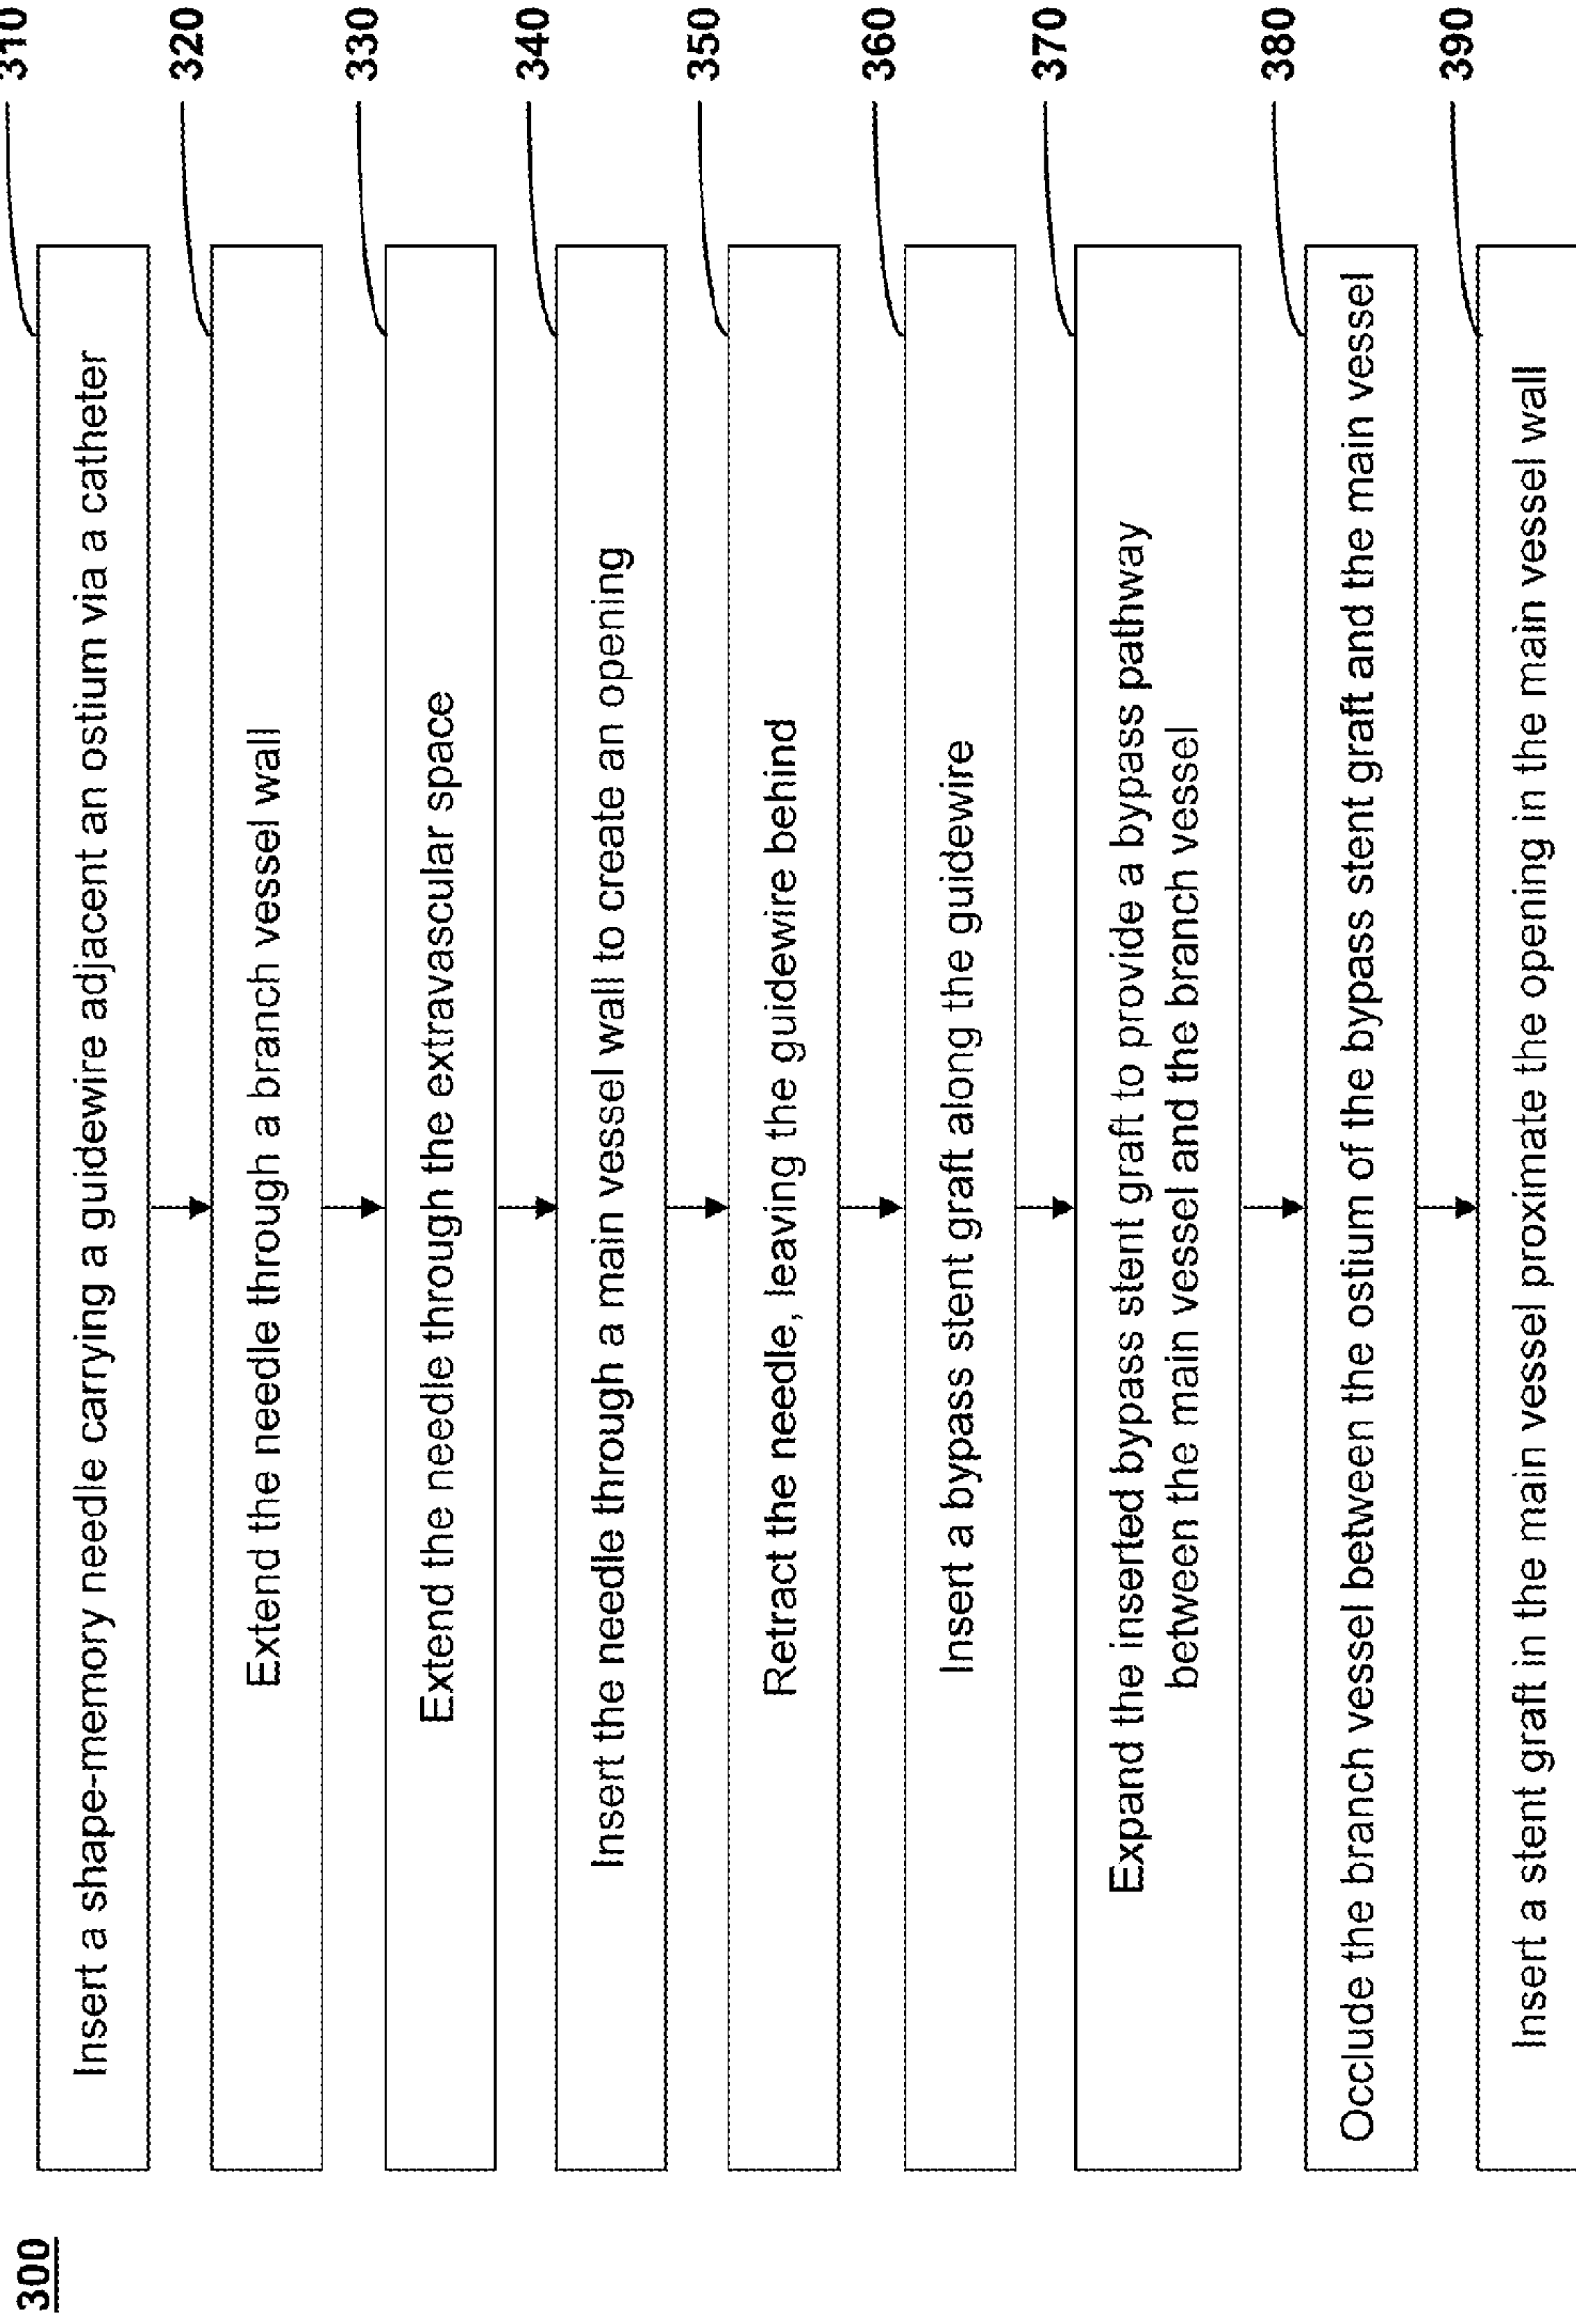 300
310
Insert a shape-memory needle carrying a guidewire adjacent an ostium via a catheter
320
Extend the needle through a branch vessel wall
330
Extend the needle through the extravascular space
340
Insert the needle through a main vessel wall to create an opening
350
Retract the needle, leaving the guidewire behind
360
Insert a bypass stent graft along the guidewire
370
Expand the inserted bypass stent graft to provide a bypass pathway
between the main vessel and the branch vessel
380
Occlude the branch vessel between the ostium of the bypass stent graft and the main vessel
390
Insert a stent graft in the main vessel proximate the opening in the main vessel wall